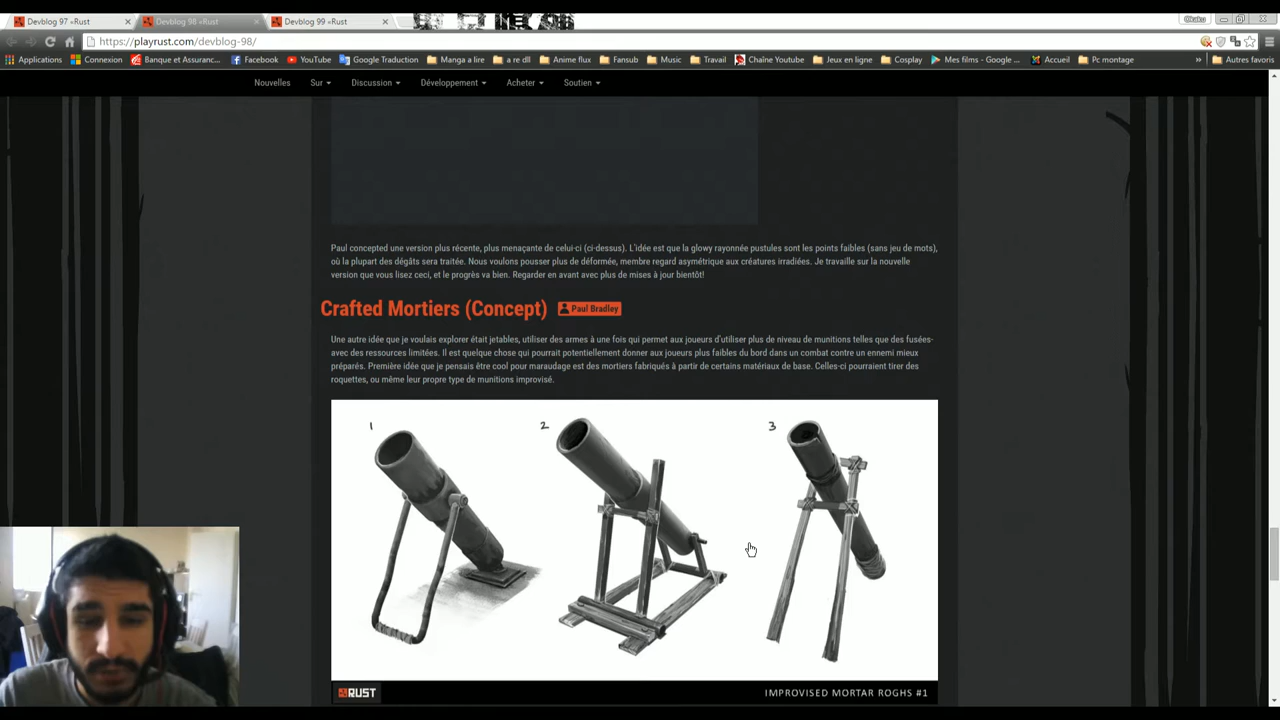 Devblog 97 »Rust
Devblog 98 »Rust
Devblog 99 »Rust
Okaku
https://playrust.com/devblog-98/
Applications
Connexion
Banque et Assuranc...
Facebook
YouTube
Google Traduction
Manga a lire
a re dll
Anime flux
Fansub
Music
Travail
Chaîne Youtube
Jeux en ligne
Cosplay
Mes films - Google ...
Accueil
Pc montage
»
Autres favoris
Nouvelles
Sur
Discussion
Développement
Acheter
Soutien
Paul concepted une version plus récente, plus menaçante de celui-ci (ci-dessus). L'idée est que la glowy rayonnée pustules sont les points faibles (sans jeu de mots),
où la plupart des dégâts sera traitée. Nous voulons pousser plus de déformée, membre regard asymétrique aux créatures irradiées. Je travaille sur la nouvelle
version que vous lisez ceci, et le progrès va bien. Regarder en avant avec plus de mises à jour bientôt!
Crafted Mortiers (Concept)
Paul Bradley
Une autre idée que je voulais explorer était jetables, utiliser des armes à une fois qui permet aux joueurs d'utiliser plus de niveau de munitions telles que des fusées-
avec des ressources limitées. Il est quelque chose qui pourrait potentiellement donner aux joueurs plus faibles du bord dans un combat contre un ennemi mieux
préparés. Première idée que je pensais être cool pour maraudage est des mortiers fabriqués à partir de certains matériaux de base. Celles-ci pourraient tirer des
roquettes, ou même leur propre type de munitions improvisé.
1
2
3
RUST
IMPROVISED MORTAR ROGHS #1